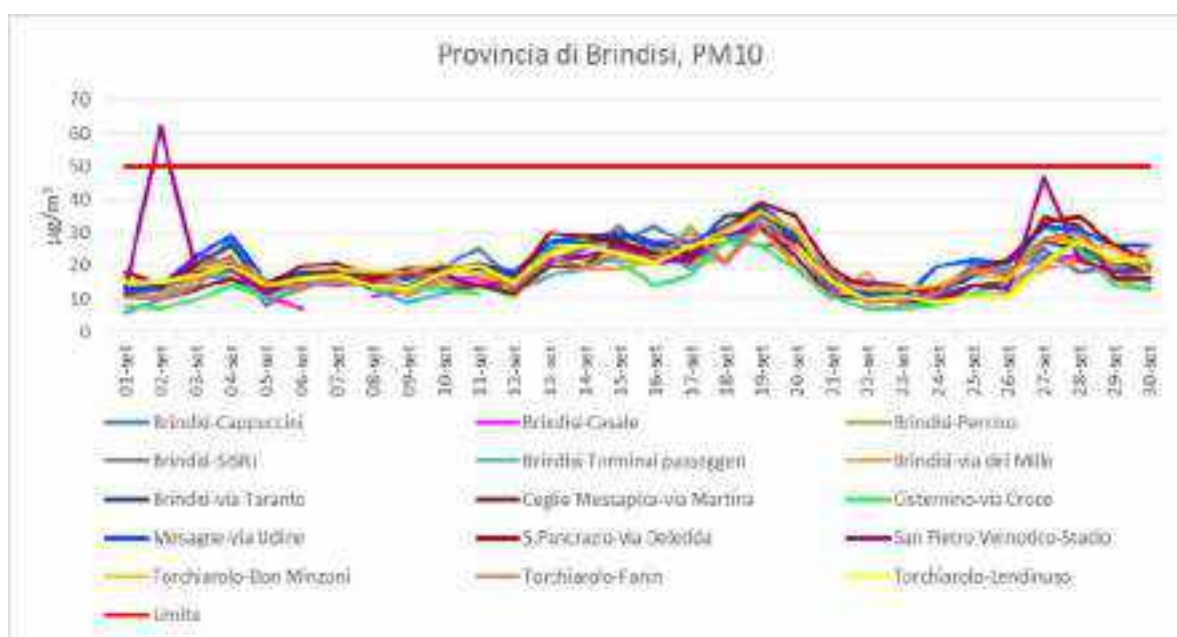 Provincia di Brindisi, PM10
µg/m³
70
60
50
40
30
20
10
0
01-set 02-set 03-set 04-set 05-set 06-set 07-set 08-set 09-set 10-set 11-set 12-set 13-set 14-set 15-set 16-set 17-set 18-set 19-set 20-set 21-set 22-set 23-set 24-set 25-set 26-set 27-set 28-set 29-set 30-set
Brindisi-Cappuccini Brindisi-Casale Brindisi-Perrino
Brindisi-SISRI Brindisi-Terminal passeggeri Brindisi-via dei Mille
Brindisi-via Taranto Ceglie Messapica-via Martina Cisternino-via Croce
Mesagne-via Udine S.Pancrazio-via Deledda San Pietro Vernotico-Stadio
Torchiarolo-Don Minzoni Torchiarolo-Fanin Torchiarolo-Lendinuso
Limite